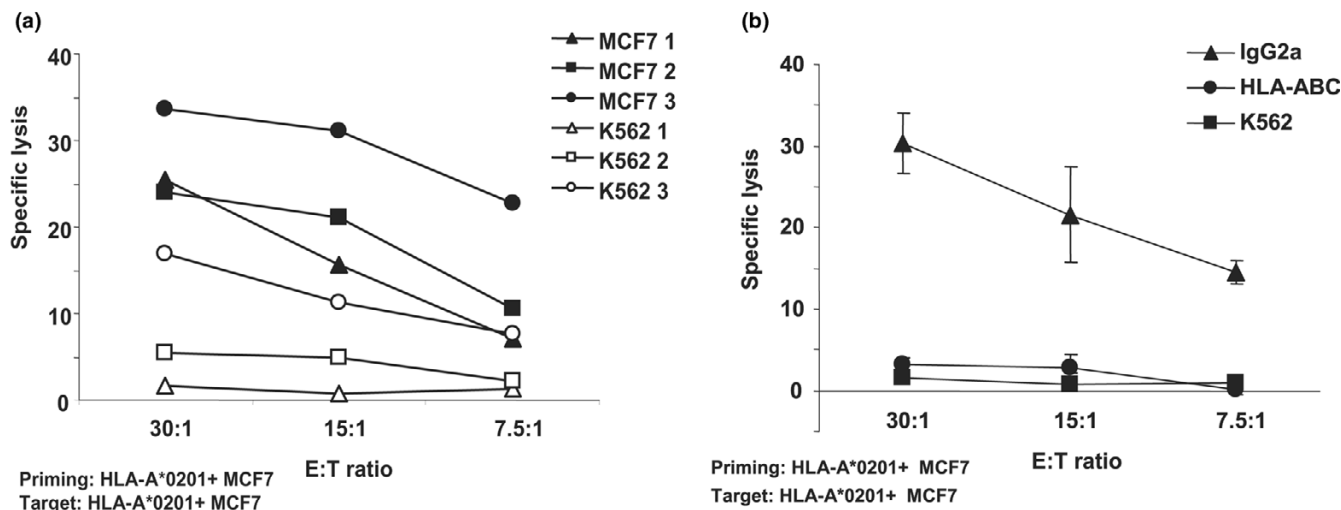 (a)
MCF7 1
MCF7 2
MCF7 3
K562 1
K562 2
K562 3
40
30
20
10
0
Specific lysis
30:1
15:1
7.5:1
E:T ratio
Priming: HLA-A*0201+ MCF7
Target: HLA-A*0201+ MCF7
(b)
IgG2a
HLA-ABC
K562
40
30
20
10
0
Specific lysis
30:1
15:1
7.5:1
E:T ratio
Priming: HLA-A*0201+ MCF7
Target: HLA-A*0201+ MCF7